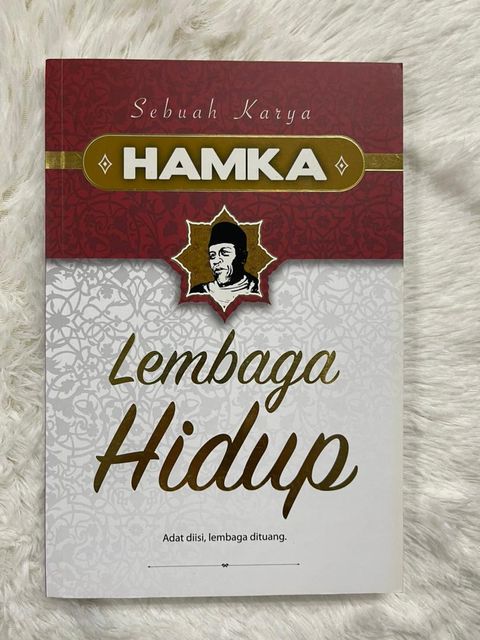 Sebuah Karya
HAMKA
Lembaga
Hidup
Adat diisi, lembaga dituang.